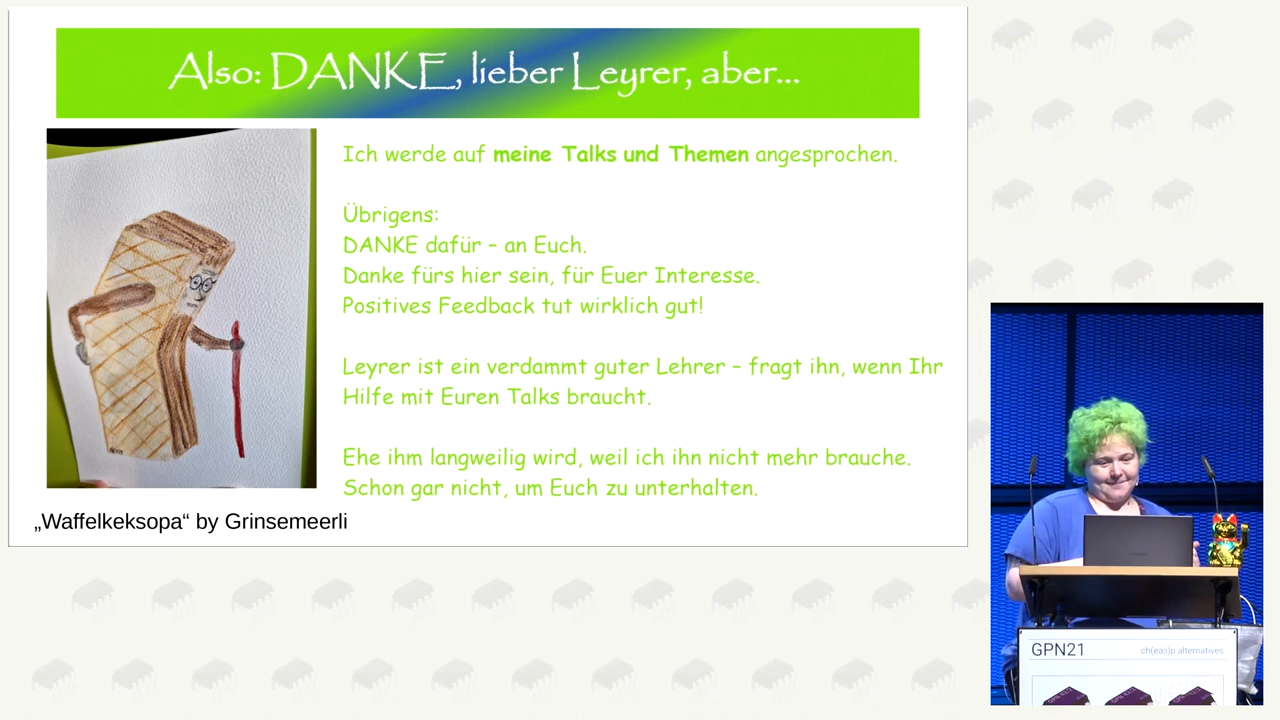 Also: DANKE, lieber Leyrer, aber...
Ich werde auf meine Talks und Themen angesprochen.
Übrigens:
DANKE dafür – an Euch.
Danke fürs hier sein, für Euer Interesse.
Positives Feedback tut wirklich gut!
Leyrer ist ein verdammt guter Lehrer – fragt ihn, wenn Ihr
Hilfe mit Euren Talks braucht.
Ehe ihm langweilig wird, weil ich ihn nicht mehr brauche.
Schon gar nicht, um Euch zu unterhalten.
„Waffelkeksopa“ by Grinsemeerli
GPN21
ch(ea)ip alternatives